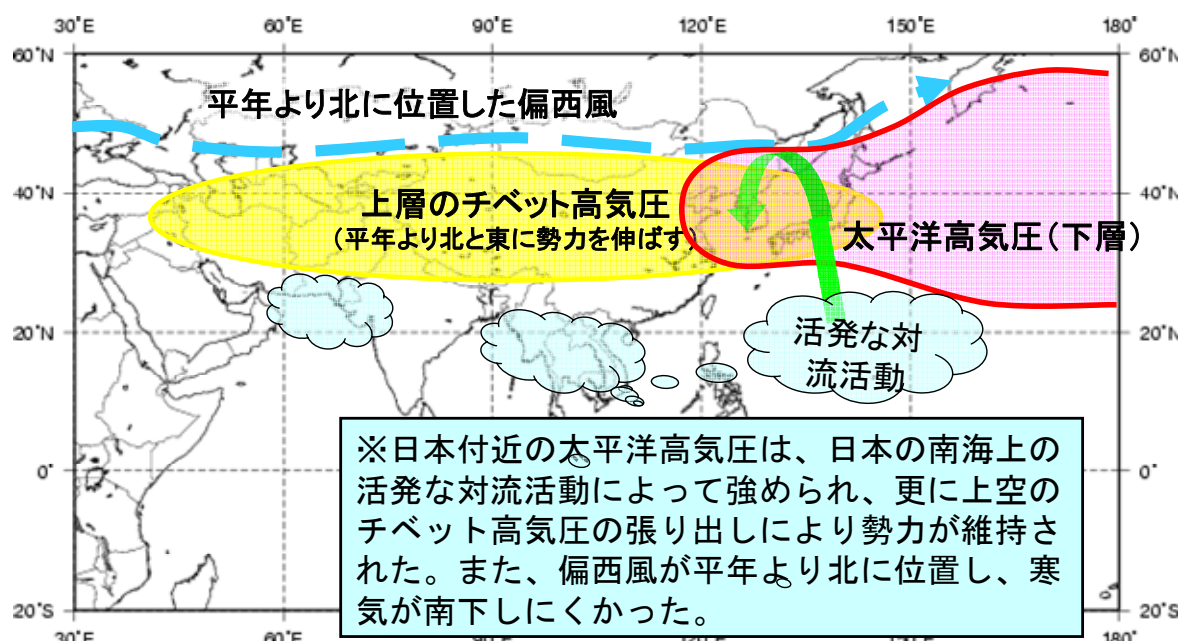 30˚E 60˚E 90˚E 120˚E 150˚E 180˚
60˚N 60˚N
平年より北に位置した偏西風
40˚N 40˚N
上層のチベット高気圧
(平年より北と東に勢力を伸ばす)
太平洋高気圧(下層)
20˚N 20˚N
活発な対
流活動
0˚ 0˚
※日本付近の太平洋高気圧は、日本の南海上の
活発な対流活動によって強められ、更に上空の
チベット高気圧の張り出しにより勢力が維持さ
れた。また、偏西風が平年より北に位置し、寒
気が南下しにくかった。
20˚S 20˚S
30˚E 60˚E 90˚E 120˚E 150˚E 180˚